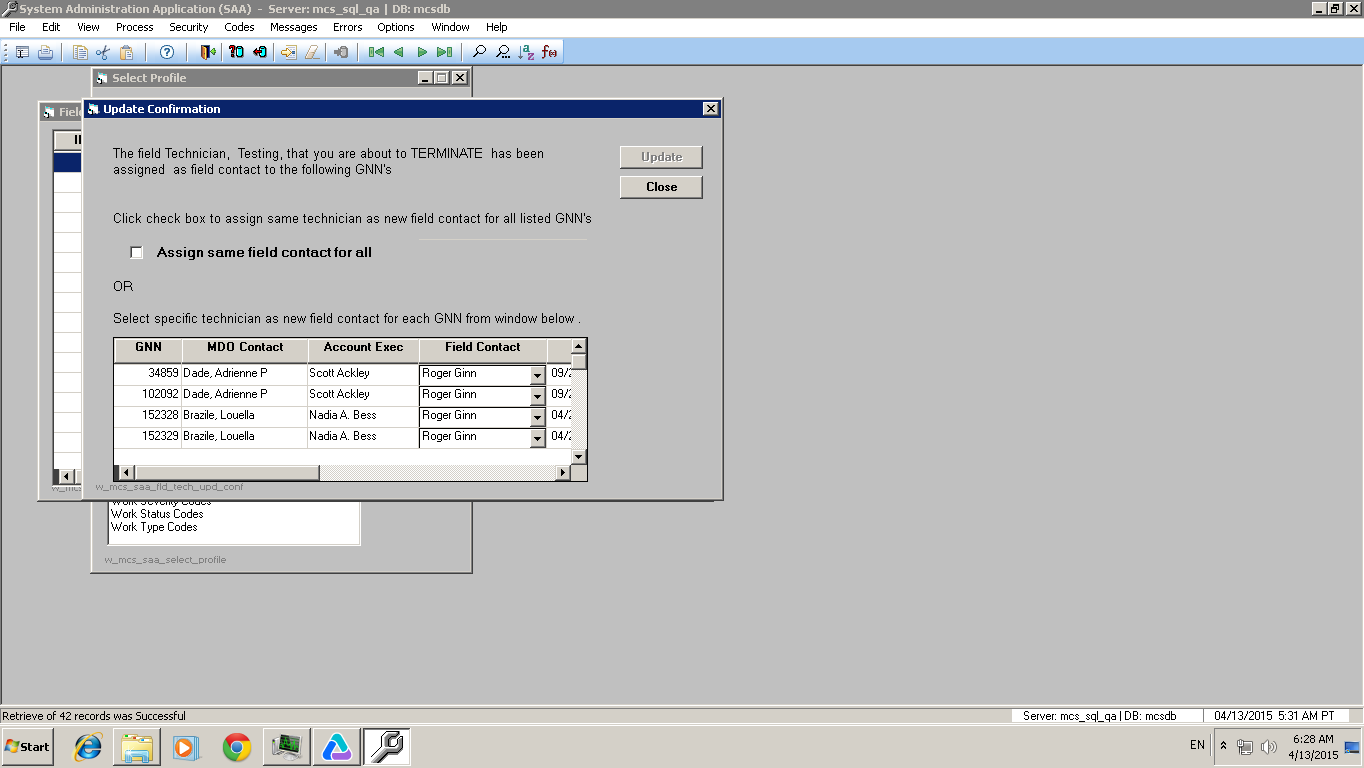 System Administration Application (SAA) - Server: mcs_sql_qa | DB: mcsdb
File Edit View Process Security Codes Messages Errors Options Window Help
Select Profile
Update Confirmation
The field Technician, Testing, that you are about to TERMINATE has been
assigned as field contact to the following GNN's
Update
Close
Click check box to assign same technician as new field contact for all listed GNN's
Assign same field contact for all
OR
Select specific technician as new field contact for each GNN from window below .
GNN MDO Contact Account Exec Field Contact
34859 Dade, Adrienne P Scott Ackley Roger Ginn 09/2
102092 Dade, Adrienne P Scott Ackley Roger Ginn 09/2
152328 Brazile, Louella Nadia A. Bess Roger Ginn 04/2
152329 Brazile, Louella Nadia A. Bess Roger Ginn 04/2
w_mcs_saa_fld_tech_upd_conf
Work Severity Codes
Work Status Codes
Work Type Codes
w_mcs_saa_select_profile
Retrieve of 42 records was Successful
Server: mcs_sql_qa | DB: mcsdb
04/13/2015 5:31 AM PT
Start
EN
6:28 AM
4/13/2015